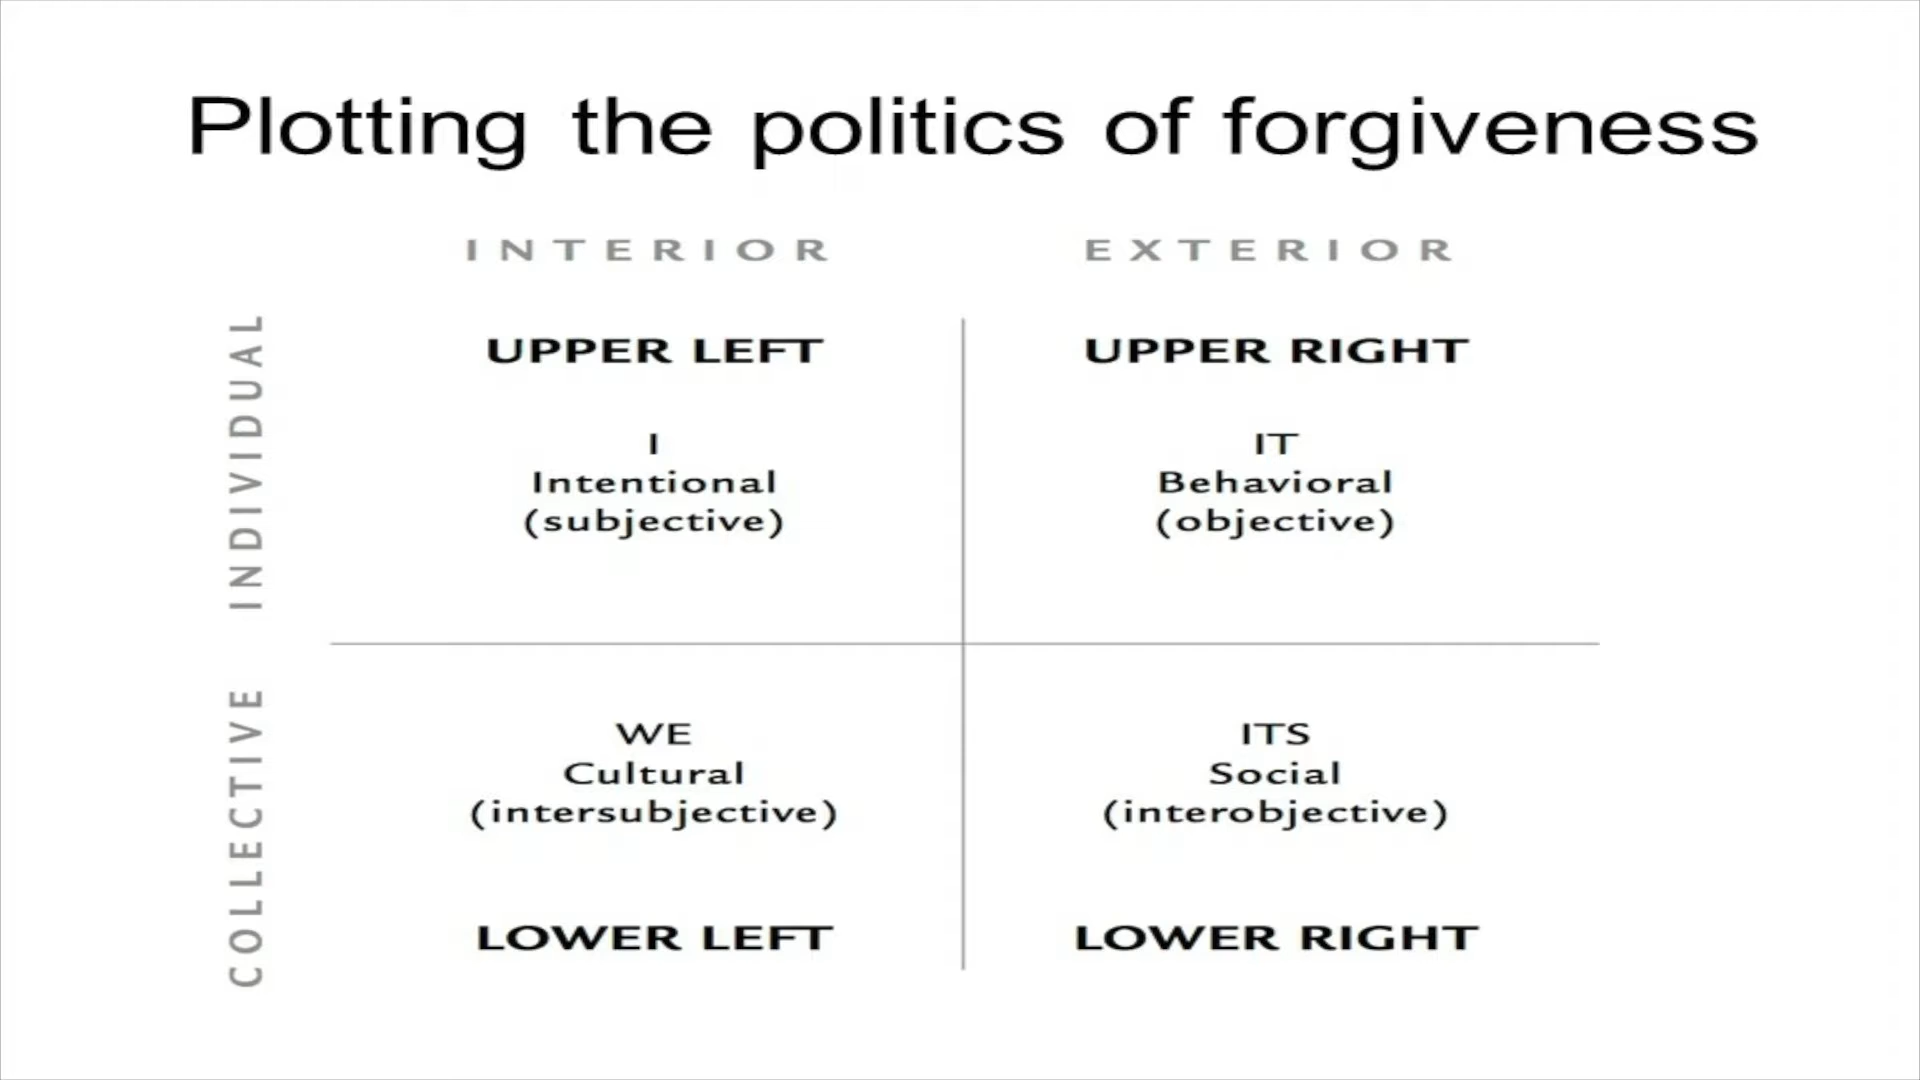 Plotting the politics of forgiveness
INTERIOR
EXTERIOR
INDIVIDUAL
UPPER LEFT
I
Intentional
(subjective)
UPPER RIGHT
IT
Behavioral
(objective)
COLLECTIVE
WE
Cultural
(intersubjective)
LOWER LEFT
ITS
Social
(interobjective)
LOWER RIGHT